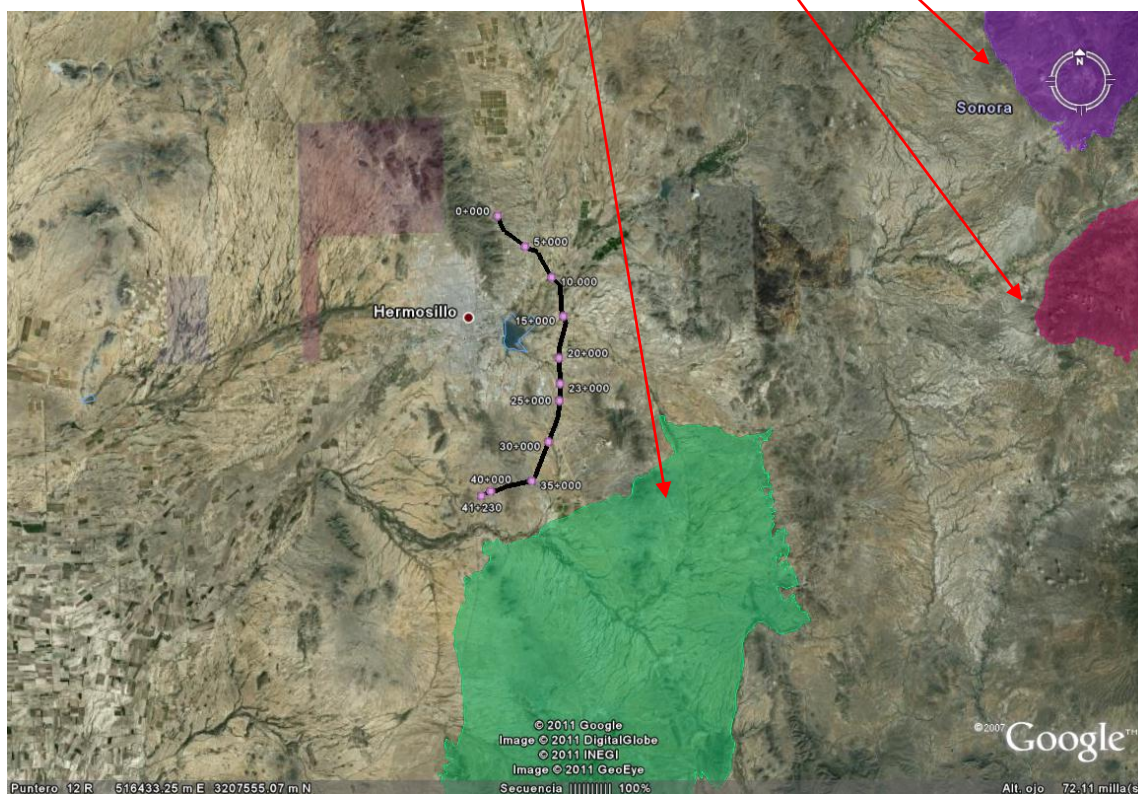 Sonora
0+000
5+000
10.000
Hermosillo
15+000
20+000
23+000
25+000
30+000
40+000
35+000
41+230
© 2011 Google
Image © 2011 DigitalGlobe
© 2011 INEGI
Image © 2011 GeoEye
©2007 Google™
N
Puntero 12 R 516433.25 m E 3207555.07 m N
Secuencia |||||||||| 100%
Alt. ojo 72.11 milla(s